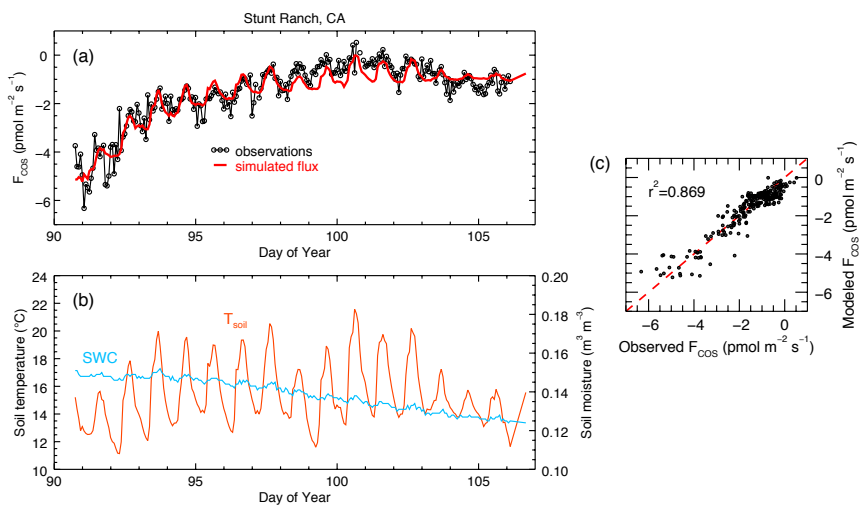 Stunt Ranch, CA
(a)
0
−2
−4
−6
F_COS (pmol m⁻² s⁻¹)
observations
simulated flux
90 95 100 105
Day of Year
(b)
24
22
20
18
16
14
12
10
Soil temperature (°C)
T_soil
SWC
0.20
0.18
0.16
0.14
0.12
0.10
Soil moisture (m³ m⁻³)
90 95 100 105
Day of Year
(c)
r²=0.869
0
−2
−4
−6
Modeled F_COS (pmol m⁻² s⁻¹)
−6 −4 −2 0
Observed F_COS (pmol m⁻² s⁻¹)